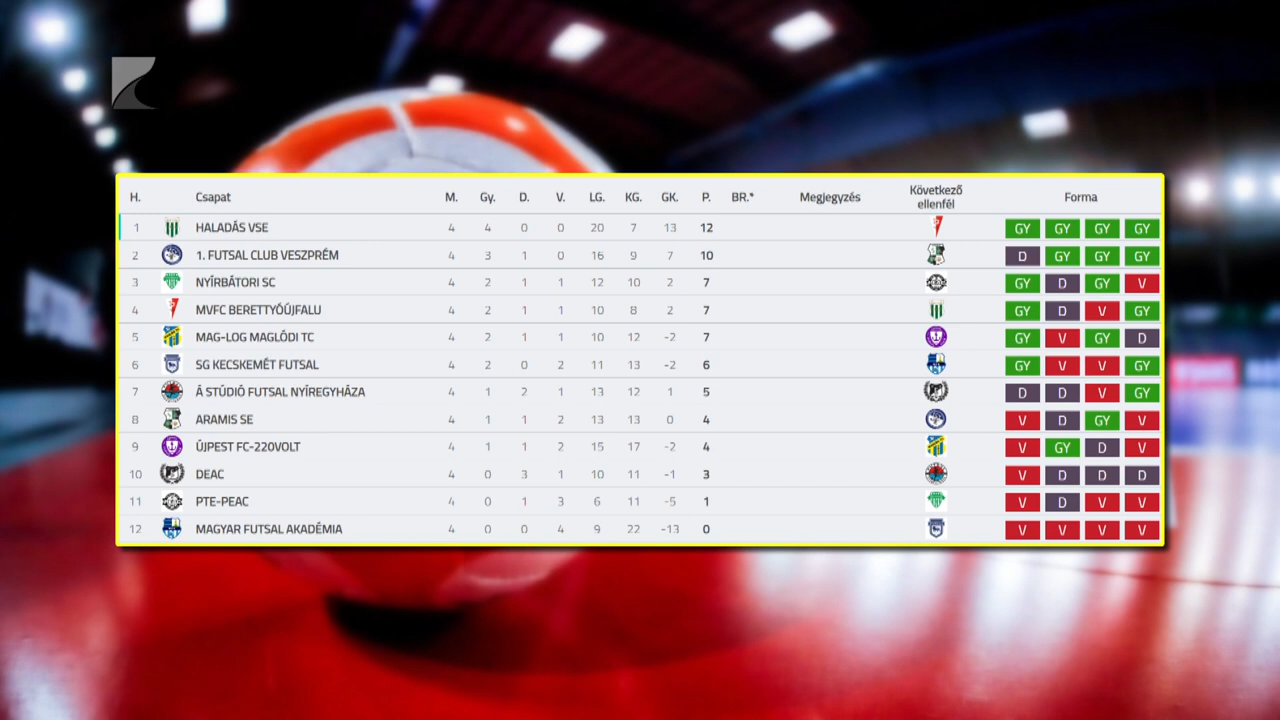 H. Csapat M. Gy. D. V. LG. KG. GK. P. BR.* Megjegyzés Következő ellenfél Forma
1 HALADÁS VSE 4 4 0 0 20 7 13 12 GY GY GY GY
2 1. FUTSAL CLUB VESZPRÉM 4 3 1 0 16 9 7 10 D GY GY GY
3 NYÍRBÁTORI SC 4 2 1 1 12 10 2 7 GY D GY V
4 MVFC BERETTYÓÚJFALU 4 2 1 1 10 8 2 7 GY D V GY
5 MAG-LOG MAGLÓDI TC 4 2 1 1 10 12 -2 7 GY V GY D
6 SG KECSKEMÉT FUTSAL 4 2 0 2 11 13 -2 6 GY V V GY
7 Á STÚDIÓ FUTSAL NYÍREGYHÁZA 4 1 2 1 13 12 1 5 D D V GY
8 ARAMIS SE 4 1 1 2 13 13 0 4 V D GY V
9 ÚJPEST FC-220VOLT 4 1 1 2 15 17 -2 4 V GY D V
10 DEAC 4 0 3 1 10 11 -1 3 V D D D
11 PTE-PEAC 4 0 1 3 6 11 -5 1 V D V V
12 MAGYAR FUTSAL AKADÉMIA 4 0 0 4 9 22 -13 0 V V V V